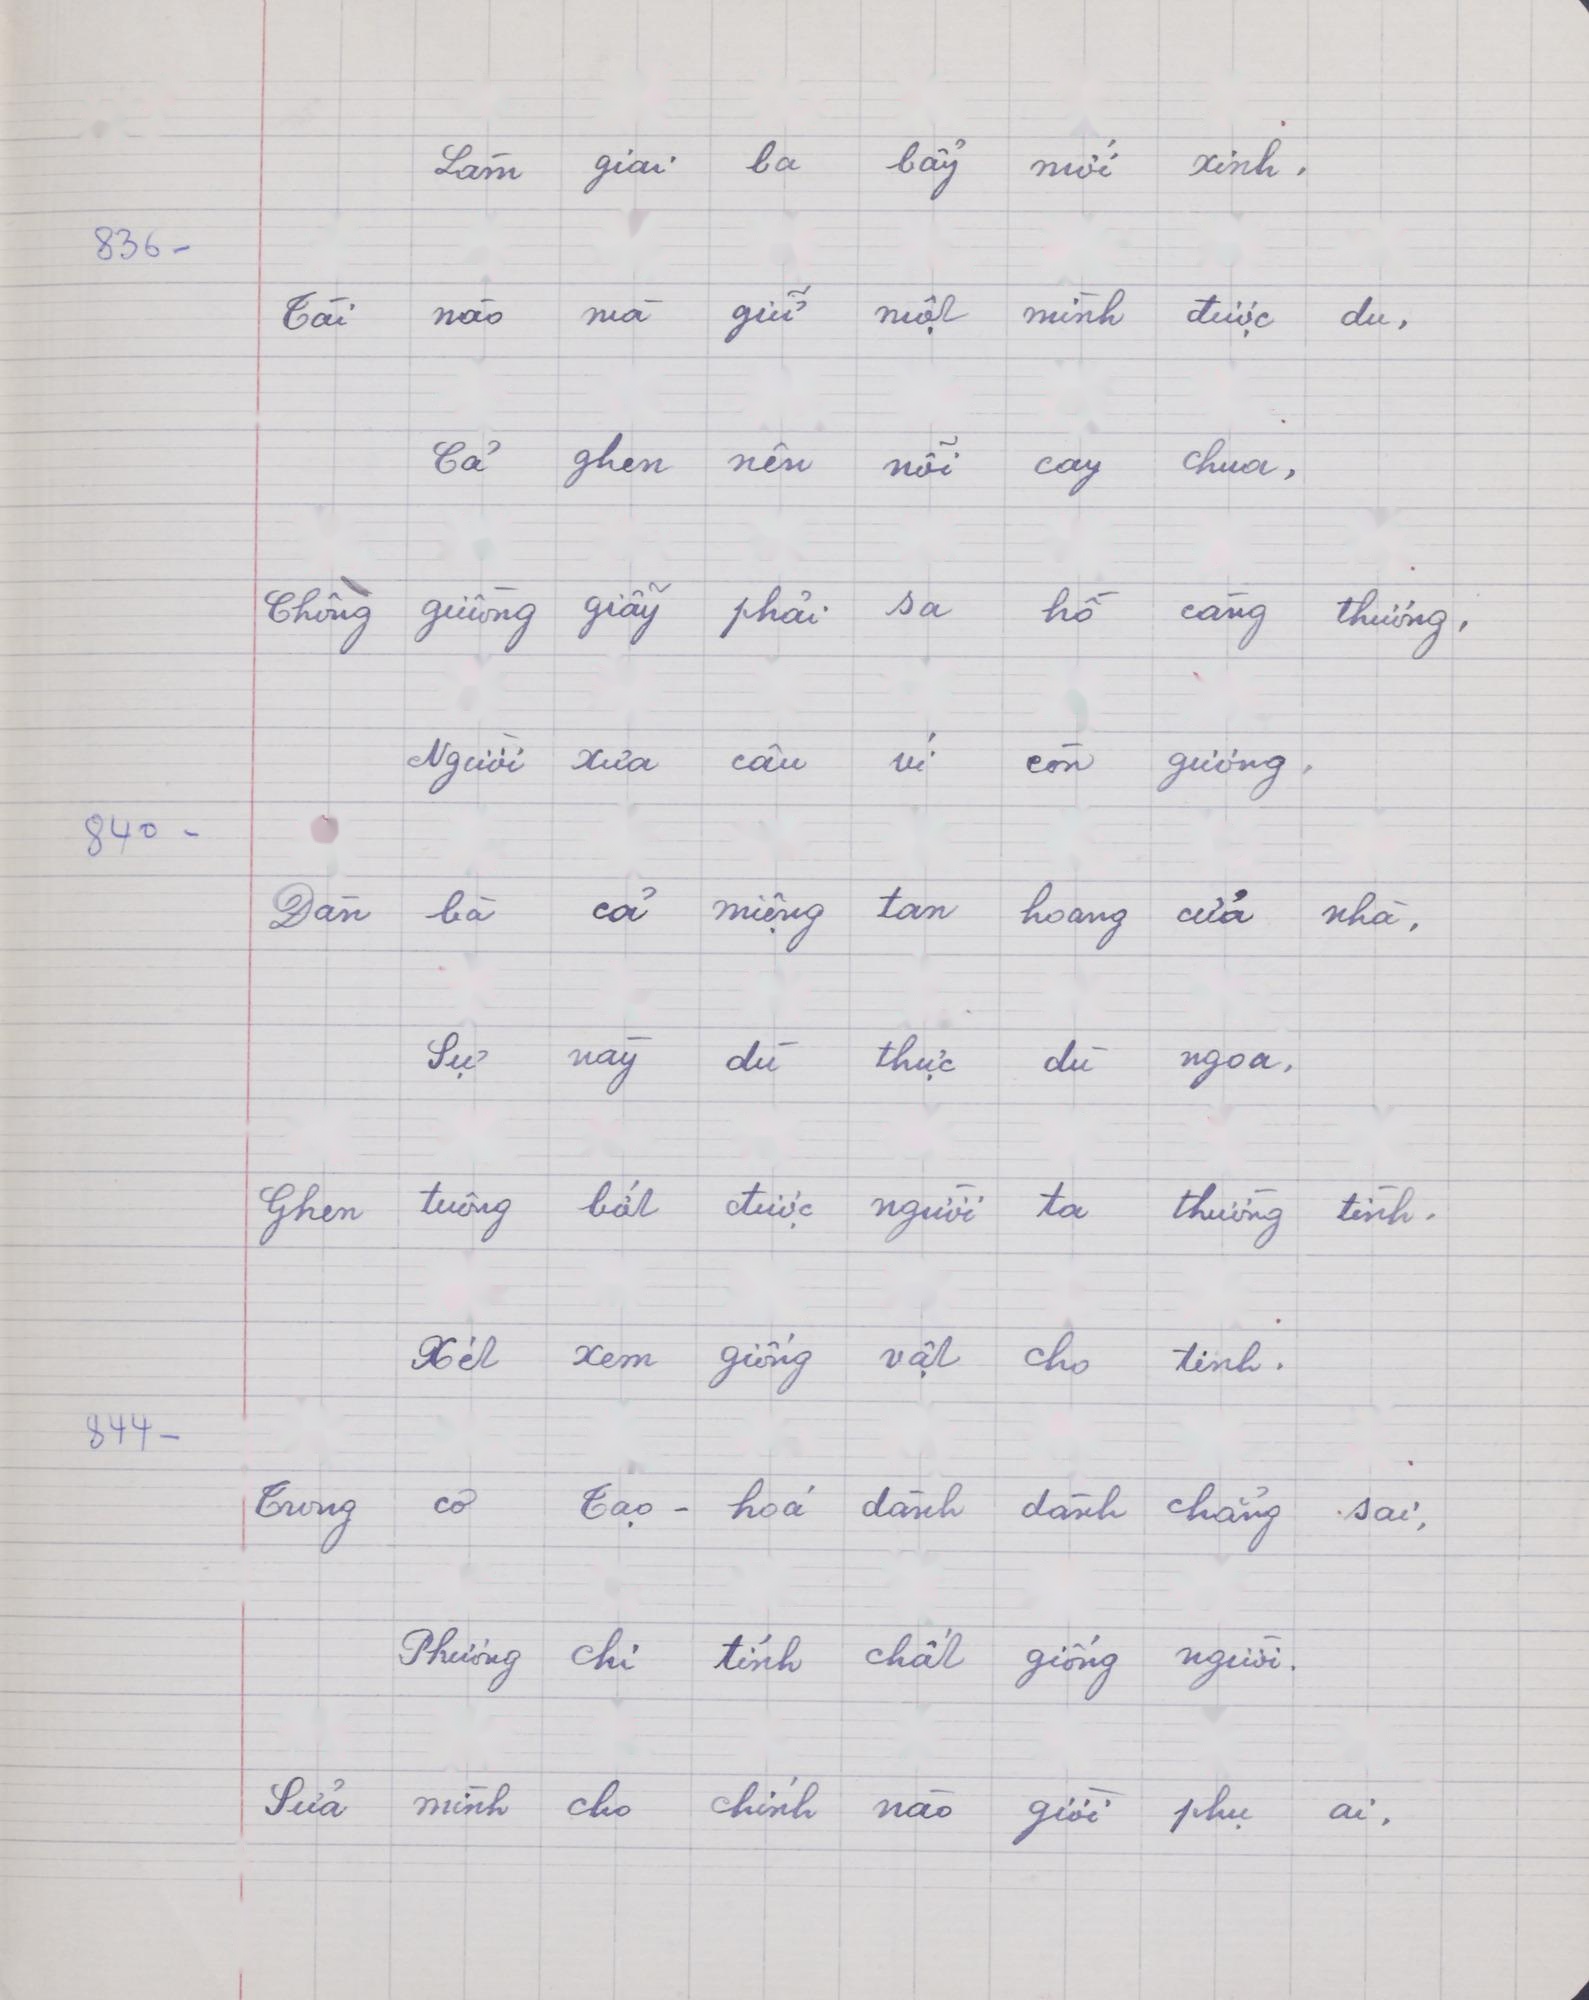 Làm giai ba bẩy mới xinh.
836-
Tài nào mà giữ một mình được du,
Cả ghen nên nỗi cay chua,
Chồng giường giẫy phải sa hố càng thương,
Người xưa câu ví còn gương,
840-
Đàn bà cả miệng tan hoang cửa nhà,
Sự này dù thực dù ngoa,
Ghen tuông bắt được người ta thường tình.
Xét xem giống vật cho tinh.
844-
Trong cơ Tạo-hoá dành dành chẳng sai,
Phương chi tính chất giống người.
Sửa mình cho chính nào giời phụ ai,